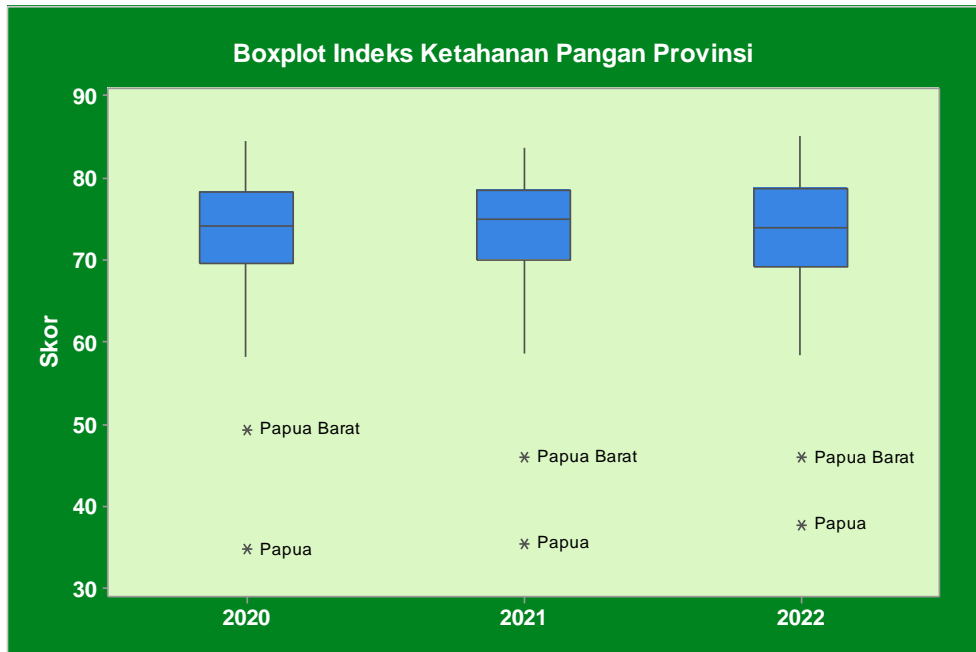 Boxplot Indeks Ketahanan Pangan Provinsi
90
80
70
60
50
40
30
Skor
Papua Barat
Papua
Papua Barat
Papua
Papua Barat
Papua
2020
2021
2022